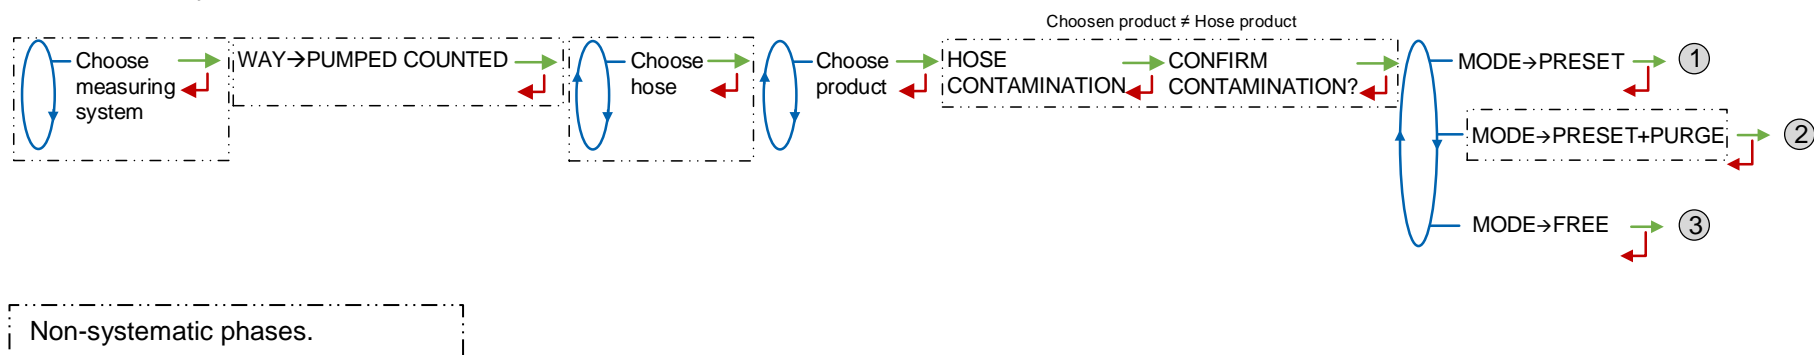 Choosen product ≠ Hose product
Choose
measuring
system
WAY→PUMPED COUNTED
Choose
hose
Choose
product
HOSE
CONTAMINATION
CONFIRM
CONTAMINATION?
MODE→PRESET
1
MODE→PRESET+PURGE
2
MODE→FREE
3
Non-systematic phases.